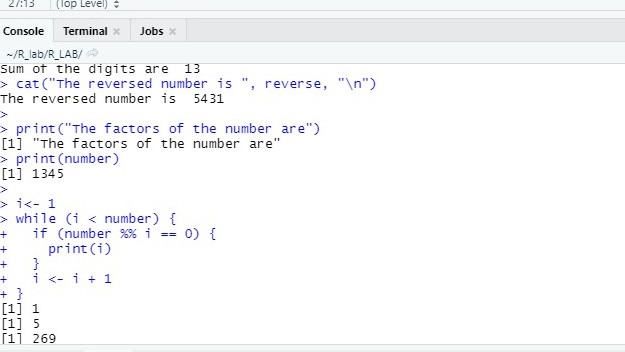 27:13 (Top Level)
Console Terminal Jobs
~/R_lab/R_LAB/
Sum of the digits are  13
> cat("The reversed number is ", reverse, "\n")
The reversed number is  5431
>
> print("The factors of the number are")
[1] "The factors of the number are"
> print(number)
[1] 1345
>
> i<- 1
> while (i < number) {
+   if (number %% i == 0) {
+     print(i)
+   }
+   i <- i + 1
+ }
[1] 1
[1] 5
[1] 269